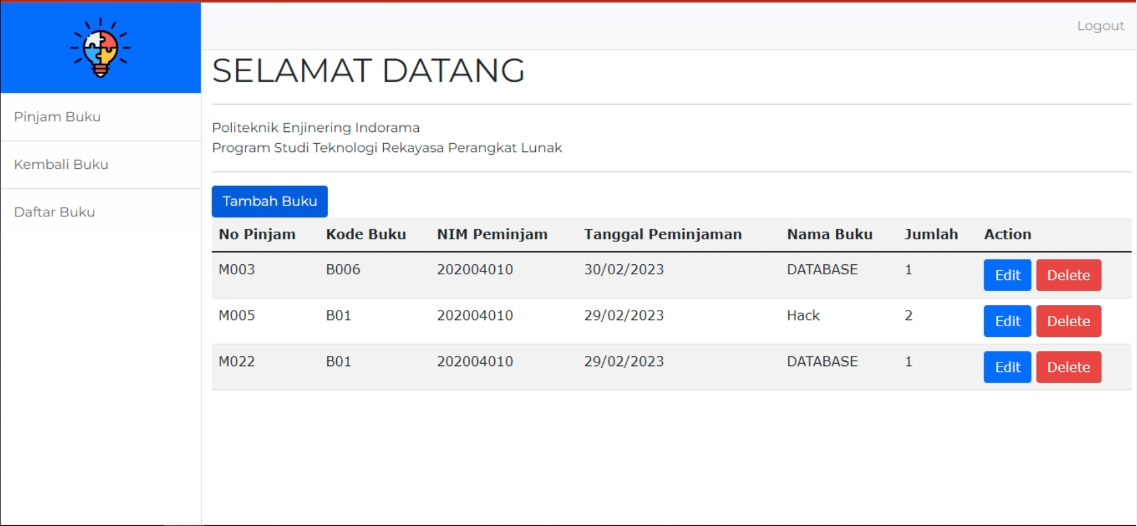 Logout
SELAMAT DATANG
Pinjam Buku
Kembali Buku
Daftar Buku
Politeknik Enjinering Indorama
Program Studi Teknologi Rekayasa Perangkat Lunak
Tambah Buku
No Pinjam Kode Buku NIM Peminjam Tanggal Peminjaman Nama Buku Jumlah Action
M003 B006 202004010 30/02/2023 DATABASE 1 Edit Delete
M005 B01 202004010 29/02/2023 Hack 2 Edit Delete
M022 B01 202004010 29/02/2023 DATABASE 1 Edit Delete